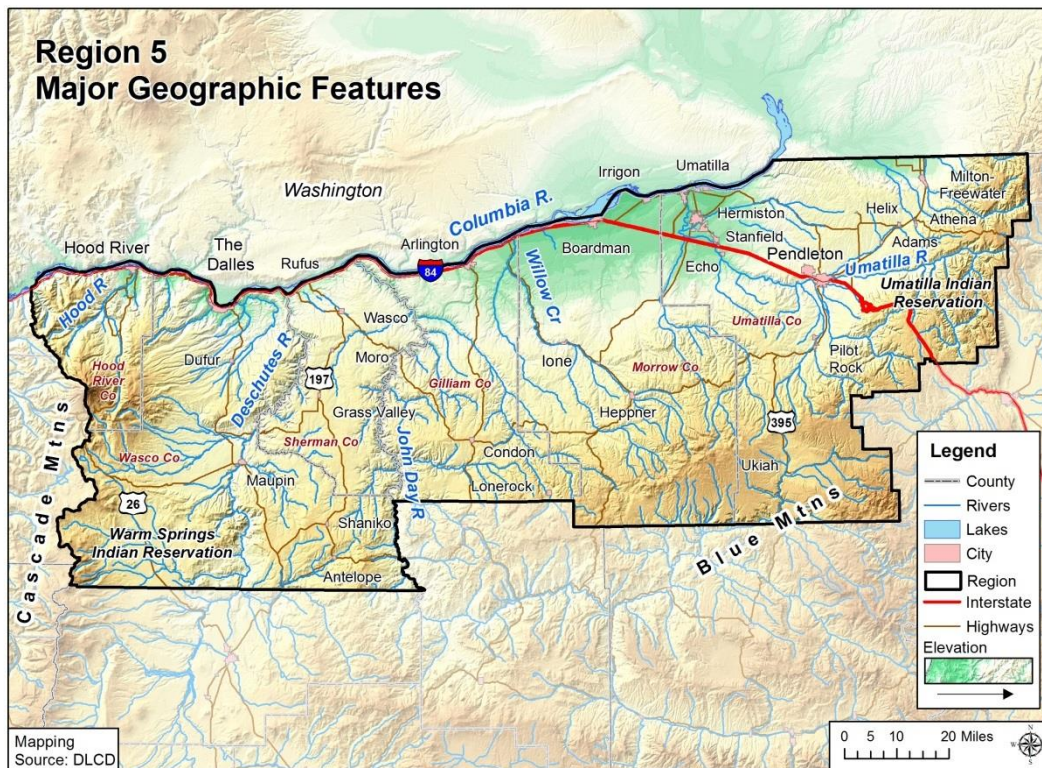 Region 5
Major Geographic Features
Washington
Columbia R.
Irrigon
Umatilla
Milton-
Freewater
Hood River
The
Dalles
Rufus
Arlington
84
Boardman
Hermiston
Stanfield
Echo
Helix
Athena
Adams
Pendleton
Umatilla R
Umatilla Indian
Reservation
Hood R
Hood
River
Co
Dufur
Deschutes R
Wasco
Moro
Willow Cr
Ione
Gilliam Co
Morrow Co
Umatilla Co
Pilot
Rock
197
Grass Valley
Heppner
395
Sherman Co
Wasco Co
Condon
John Day R
Maupin
Lonerock
Ukiah
26
Shaniko
Warm Springs
Indian Reservation
Antelope
Cascade Mtns
Blue Mtns
Legend
County
Rivers
Lakes
City
Region
Interstate
Highways
Elevation
Mapping
Source: DLCD
0 5 10 20 Miles